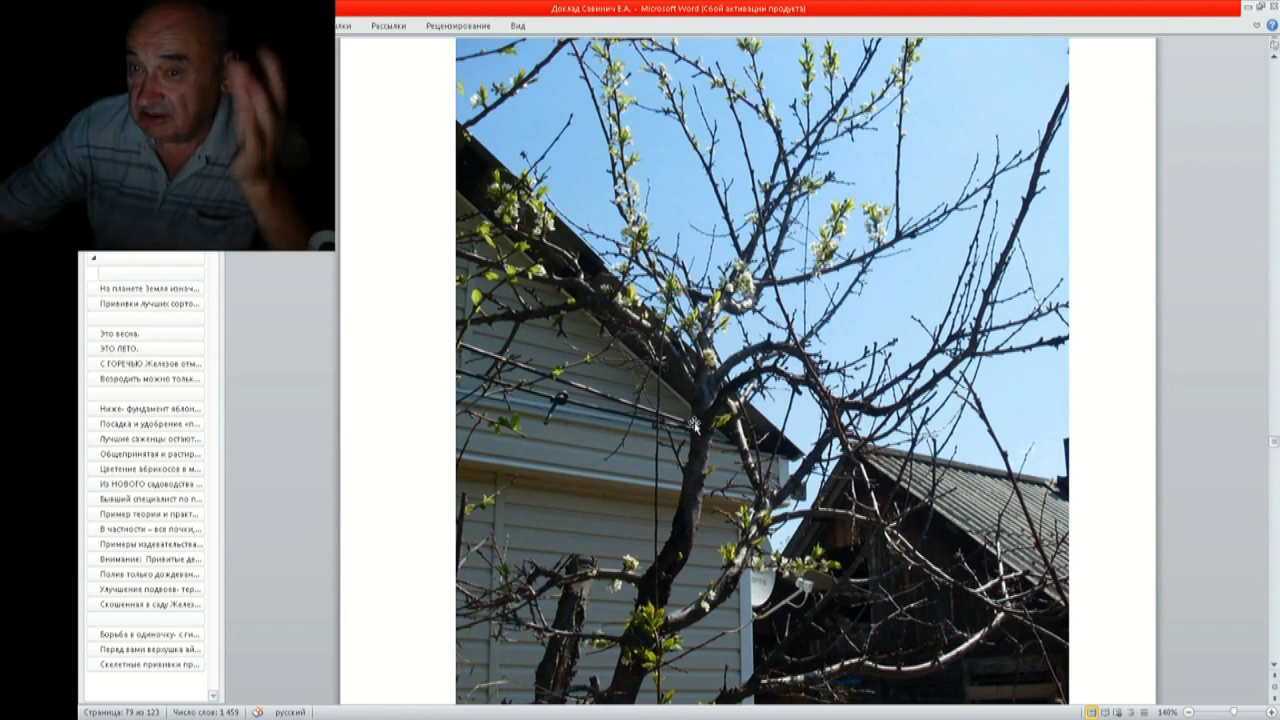 Доклад Савинич Е.А. - Microsoft Word (Сбой активации продукта)
лки Рассылки Рецензирование Вид
На планете Земля изнач...
Прививки лучших сорто...
Это весна.
ЭТО ЛЕТО.
С ГОРЕЧЬЮ Железов отм...
Возродить можно тольк...
Ниже- фундамент яблон...
Посадка и удобрение «п...
Лучшие саженцы остают...
Общепринятая и растир...
Цветение абрикосов в м...
Из НОВОГО садоводства ...
Бывший специалист по п...
Пример теории и практ...
В частности – все почки,...
Примеры издевательства...
Внимание: Привитые де...
Полив только дождеван...
Улучшение подвоев- тер...
Скошенная в саду Желез...
Борьба в одиночку- с ги...
Перед вами верхушка ай...
Скелетные прививки пр...
Страница: 79 из 123 Число слов: 1 459 русский 140%